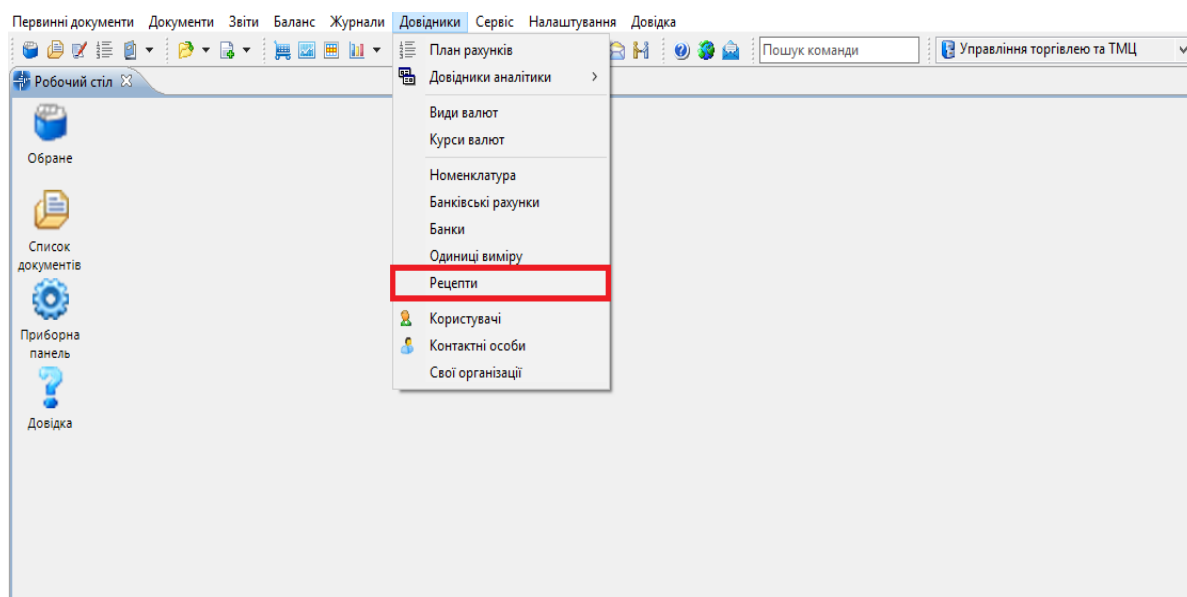 Первинні документи Документи Звіти Баланс Журнали Довідники Сервіс Налаштування Довідка
Пошук команди Управління торгівлею та ТМЦ
Робочий стіл
План рахунків
Довідники аналітики
Види валют
Курси валют
Номенклатура
Банківські рахунки
Банки
Одиниці виміру
Рецепти
Користувачі
Контактні особи
Свої організації
Обране
Список
документів
Приборна
панель
Довідка